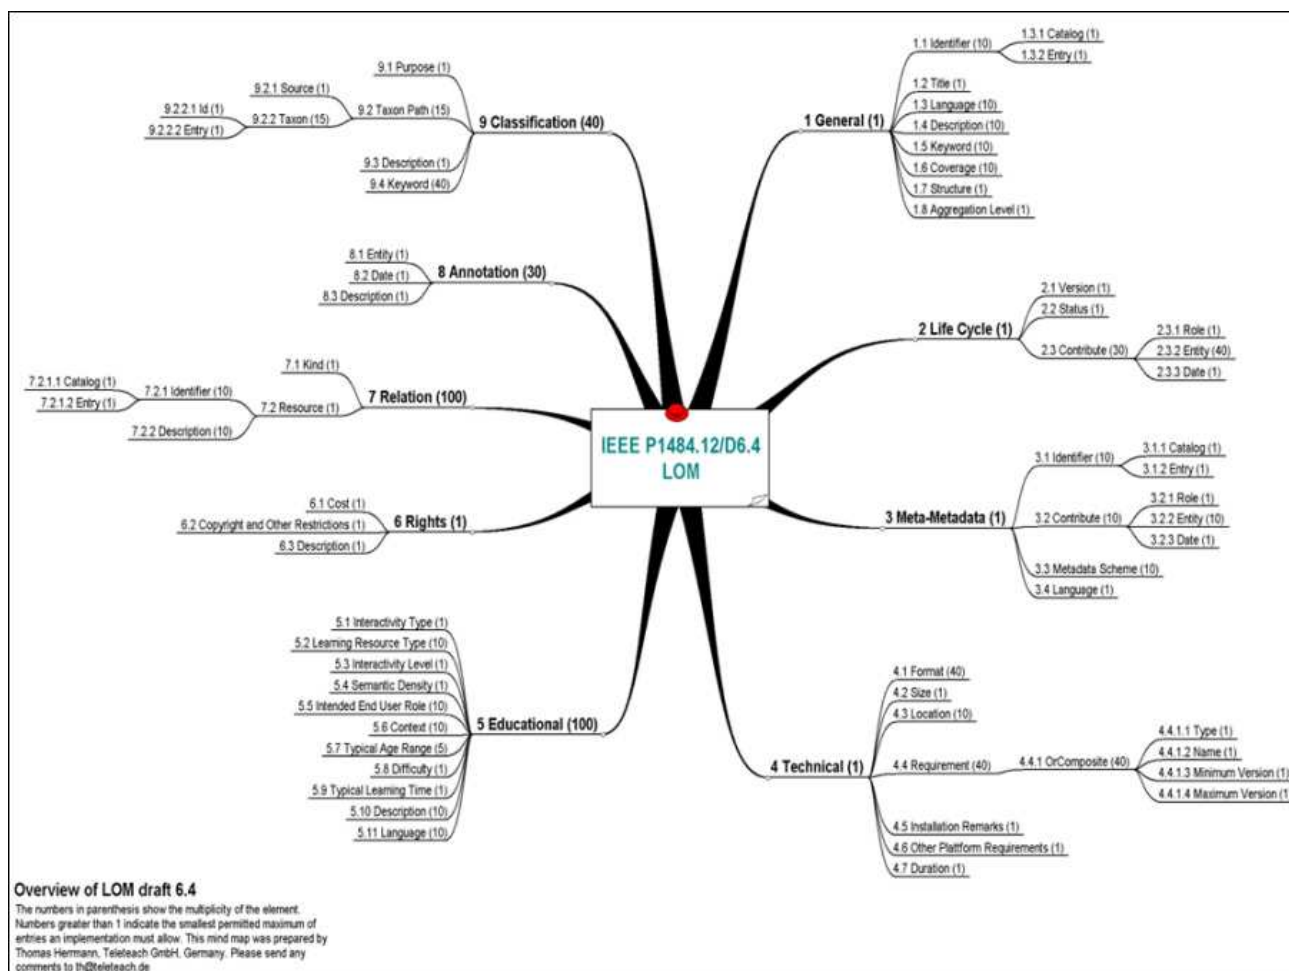 IEEE P1484.12/D6.4
LOM
1 General (1)
1.1 Identifier (10)
1.3.1 Catalog (1)
1.3.2 Entry (1)
1.2 Title (1)
1.3 Language (10)
1.4 Description (10)
1.5 Keyword (10)
1.6 Coverage (10)
1.7 Structure (1)
1.8 Aggregation Level (1)
2 Life Cycle (1)
2.1 Version (1)
2.2 Status (1)
2.3 Contribute (30)
2.3.1 Role (1)
2.3.2 Entity (40)
2.3.3 Date (1)
3 Meta-Metadata (1)
3.1 Identifier (10)
3.1.1 Catalog (1)
3.1.2 Entry (1)
3.2 Contribute (10)
3.2.1 Role (1)
3.2.2 Entity (10)
3.2.3 Date (1)
3.3 Metadata Scheme (10)
3.4 Language (1)
4 Technical (1)
4.1 Format (40)
4.2 Size (1)
4.3 Location (10)
4.4 Requirement (40)
4.4.1 OrComposite (40)
4.4.1.1 Type (1)
4.4.1.2 Name (1)
4.4.1.3 Minimum Version (1)
4.4.1.4 Maximum Version (1
4.5 Installation Remarks (1)
4.6 Other Plattform Requirements (1)
4.7 Duration (1)
5 Educational (100)
5.1 Interactivity Type (1)
5.2 Learning Resource Type (10)
5.3 Interactivity Level (1)
5.4 Semantic Density (1)
5.5 Intended End User Role (10)
5.6 Context (10)
5.7 Typical Age Range (5)
5.8 Difficulty (1)
5.9 Typical Learning Time (1)
5.10 Description (10)
5.11 Language (10)
6 Rights (1)
6.1 Cost (1)
6.2 Copyright and Other Restrictions (1)
6.3 Description (1)
7 Relation (100)
7.1 Kind (1)
7.2 Resource (1)
7.2.1 Identifier (10)
7.2.1.1 Catalog (1)
7.2.1.2 Entry (1)
7.2.2 Description (10)
8 Annotation (30)
8.1 Entity (1)
8.2 Date (1)
8.3 Description (1)
9 Classification (40)
9.1 Purpose (1)
9.2 Taxon Path (15)
9.2.1 Source (1)
9.2.2 Taxon (15)
9.2.2.1 Id (1)
9.2.2.2 Entry (1)
9.3 Description (1)
9.4 Keyword (40)
Overview of LOM draft 6.4
The numbers in parenthesis show the multiplicity of the element.
Numbers greater than 1 indicate the smallest permitted maximum of
entries an implementation must allow. This mind map was prepared by
Thomas Herrmann, Teleteach GmbH, Germany. Please send any
comments to th@teleteach.de